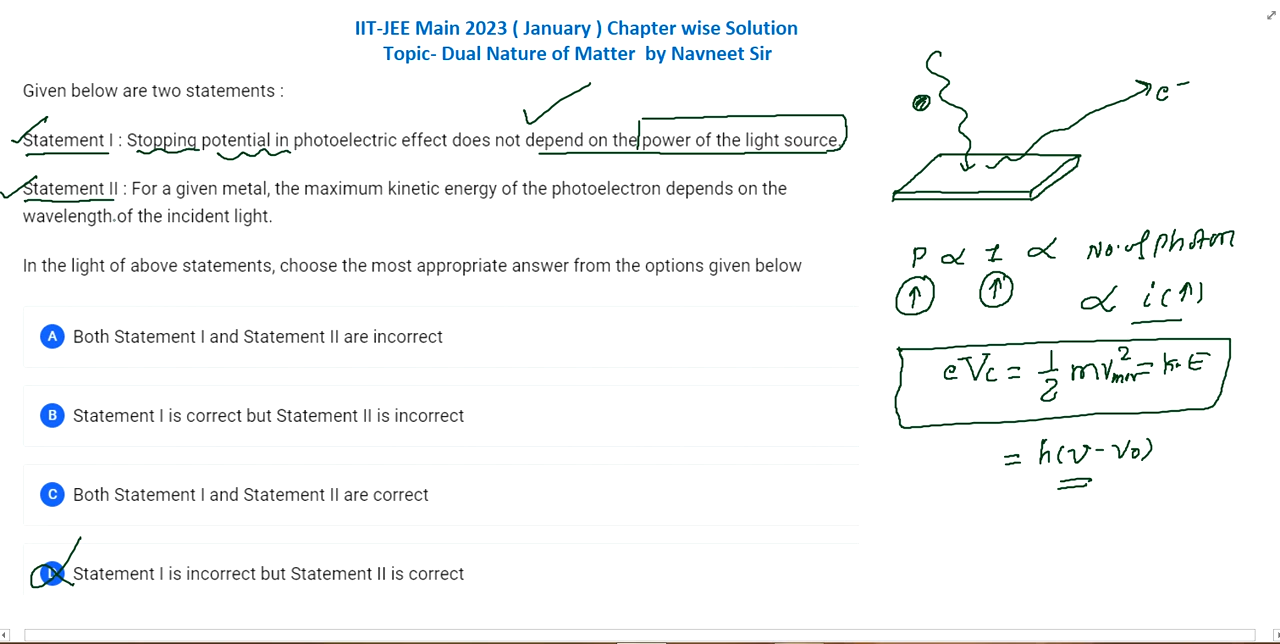 IIT-JEE Main 2023 ( January ) Chapter wise Solution
Topic- Dual Nature of Matter by Navneet Sir
Given below are two statements :
Statement I : Stopping potential in photoelectric effect does not depend on the power of the light source.
Statement II : For a given metal, the maximum kinetic energy of the photoelectron depends on the
wavelength of the incident light.
In the light of above statements, choose the most appropriate answer from the options given below
A Both Statement I and Statement II are incorrect
B Statement I is correct but Statement II is incorrect
C Both Statement I and Statement II are correct
D Statement I is incorrect but Statement II is correct
e⁻
P ∝ I ∝ No. of photon
↑ ↑ ∝ i(↑)
eVc = 1/2 mv² = K.E
= h(ν - ν₀)